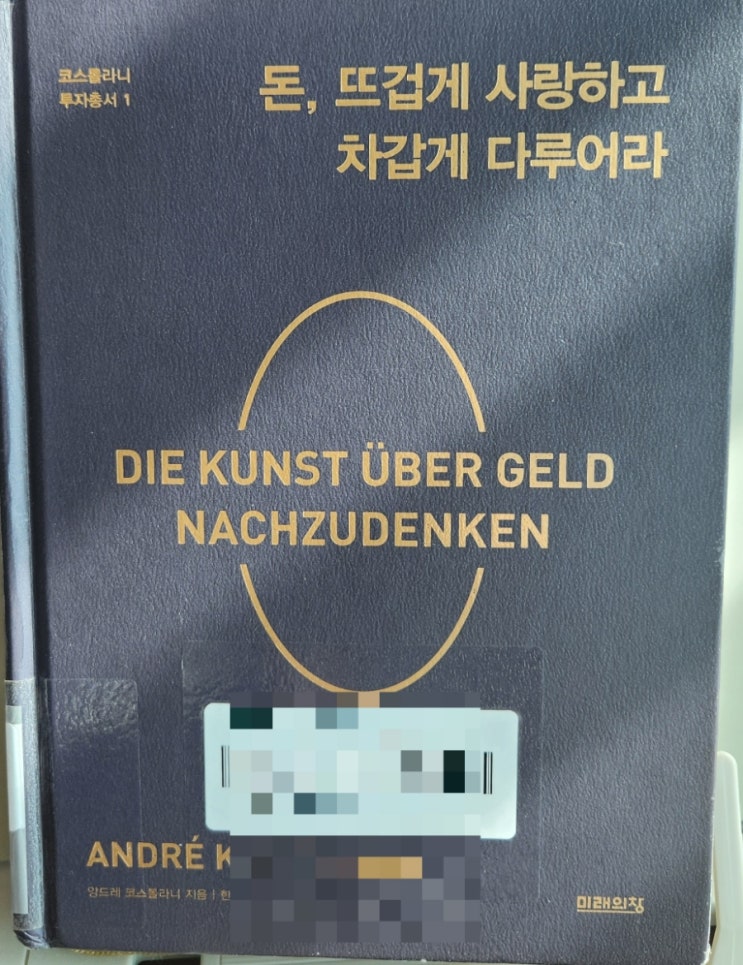 코스톨라니
투자총서 1
돈, 뜨겁게 사랑하고
차갑게 다루어라
DIE KUNST ÜBER GELD
NACHZUDENKEN
ANDRÉ K
앙드레 코스톨라니 지음 | 한
미래의창